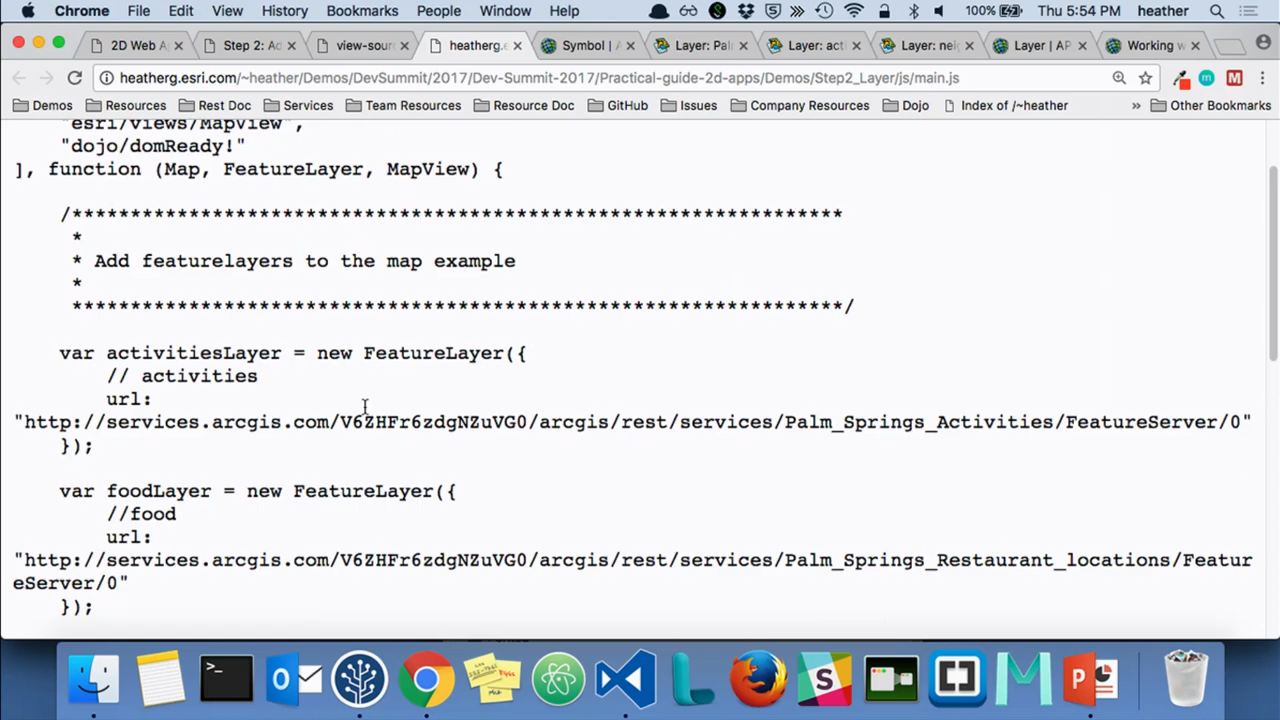 Chrome File Edit View History Bookmarks People Window Help 100% Thu 5:54 PM heather
2D Web A
Step 2: Ad
view-sour
heatherg.e
Symbol | A
Layer: Pal
Layer: acti
Layer: nei
Layer | AP
Working w
heatherg.esri.com/~heather/Demos/DevSummit/2017/Dev-Summit-2017/Practical-guide-2d-apps/Demos/Step2_Layer/js/main.js
Demos Resources Rest Doc Services Team Resources Resource Doc GitHub Issues Company Resources Dojo Index of /~heather » Other Bookmarks
"esri/views/MapView",
"dojo/domReady!"
], function (Map, FeatureLayer, MapView) {
/******************************************************************
*
* Add featurelayers to the map example
*
******************************************************************/
var activitiesLayer = new FeatureLayer({
// activities
url:
"http://services.arcgis.com/V6ZHFr6zdgNZuVG0/arcgis/rest/services/Palm_Springs_Activities/FeatureServer/0"
});
var foodLayer = new FeatureLayer({
//food
url:
"http://services.arcgis.com/V6ZHFr6zdgNZuVG0/arcgis/rest/services/Palm_Springs_Restaurant_locations/Featur
eServer/0"
});